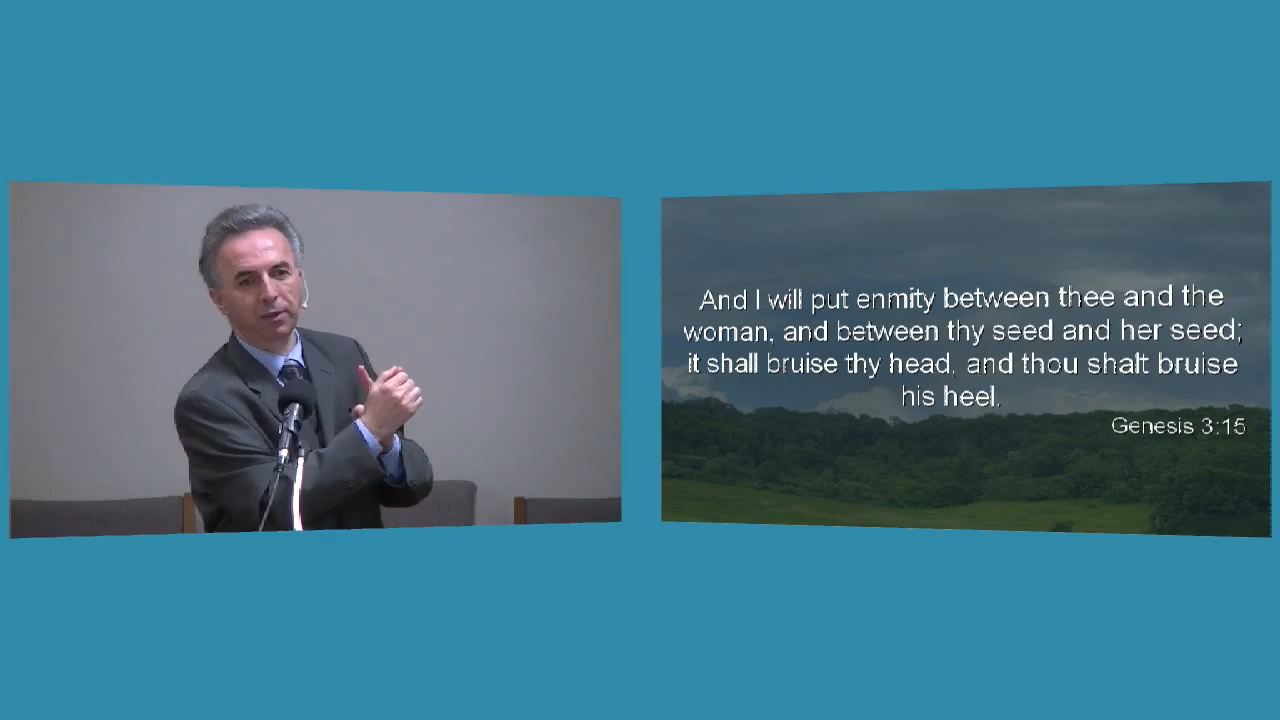 And I will put enmity between thee and the
woman, and between thy seed and her seed;
it shall bruise thy head, and thou shalt bruise
his heel.
Genesis 3:15